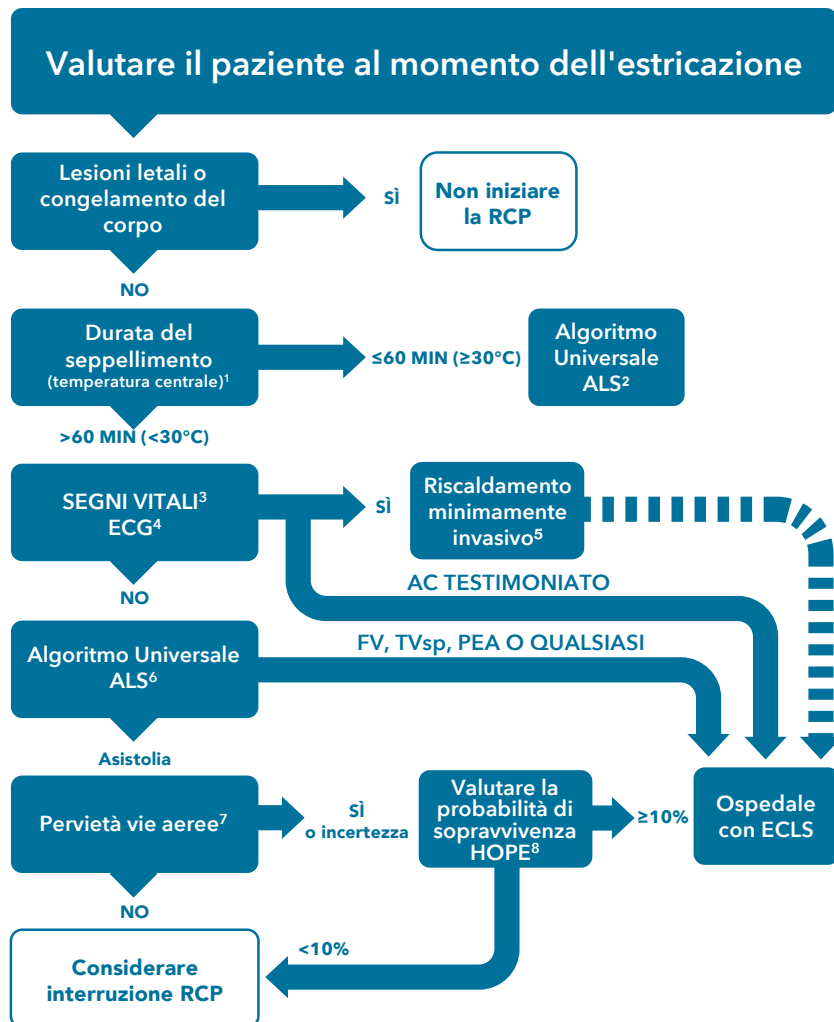 Valutare il paziente al momento dell'estricazione
Lesioni letali o
congelamento del
corpo
SÌ
Non iniziare
la RCP
NO
Durata del
seppellimento
(temperatura centrale)¹
≤60 MIN (≥30°C)
Algoritmo
Universale
ALS²
>60 MIN (<30°C)
SEGNI VITALI³
ECG⁴
SÌ
Riscaldamento
minimamente
invasivo⁵
NO
AC TESTIMONIATO
Algoritmo Universale
ALS⁶
FV, TVsp, PEA O QUALSIASI
Asistolia
Pervietà vie aeree⁷
SÌ
o incertezza
Valutare la
probabilità di
sopravvivenza
HOPE⁸
≥10%
Ospedale
con ECLS
NO
<10%
Considerare
interruzione RCP